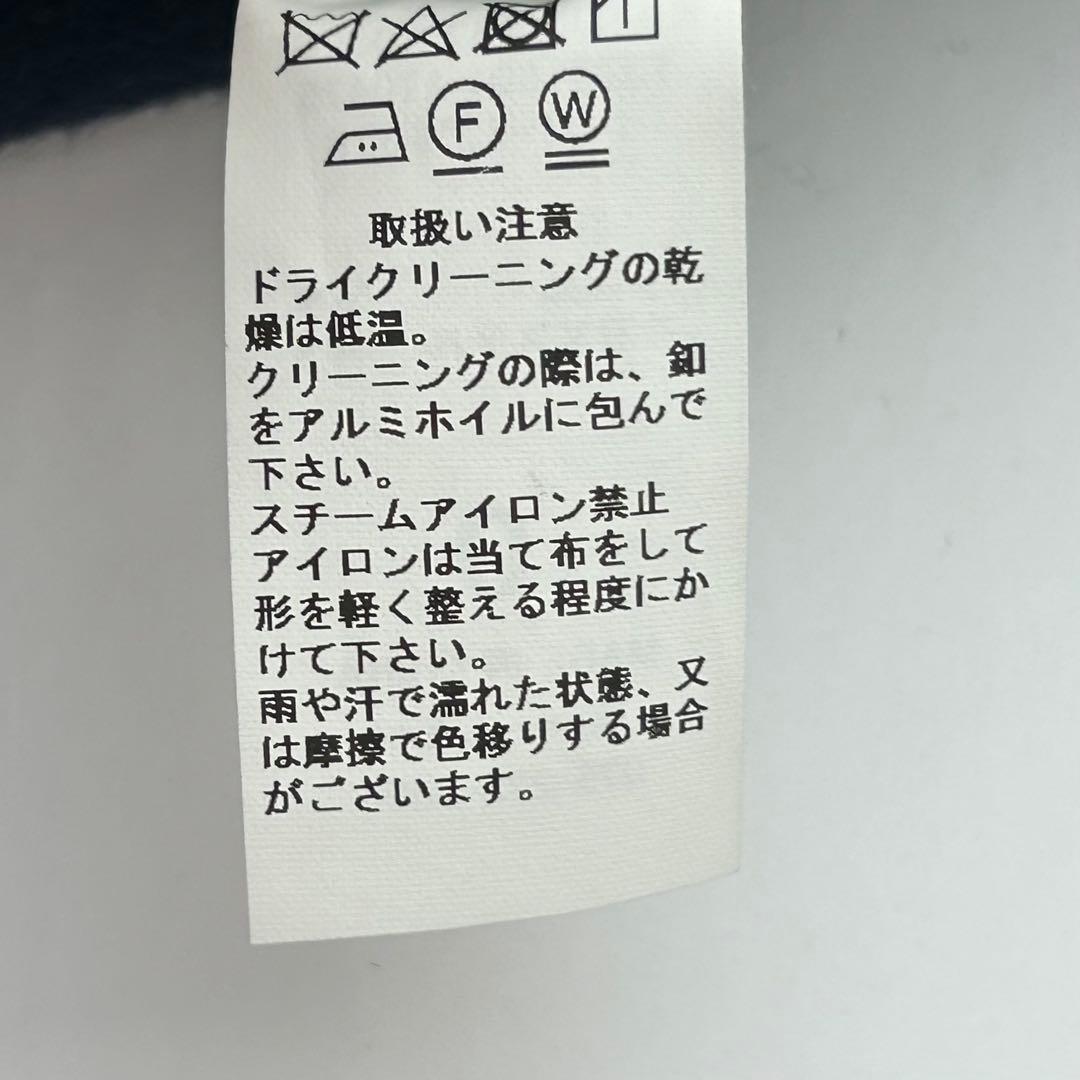 F W
取扱い注意
ドライクリーニングの乾
燥は低温。
クリーニングの際は、釦
をアルミホイルに包んで
下さい。
スチームアイロン禁止
アイロンは当て布をして
形を軽く整える程度にか
けて下さい。
雨や汗で濡れた状態、又
は摩擦で色移りする場合
がございます。